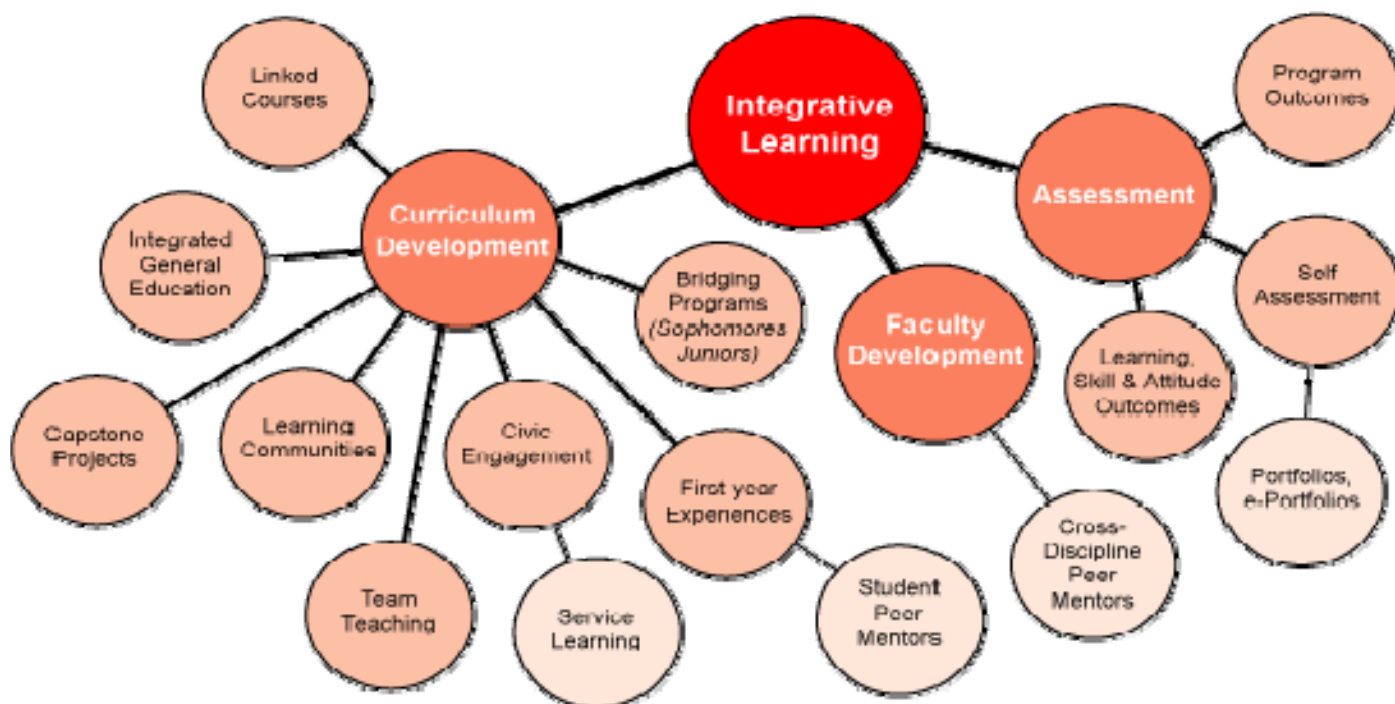 Linked
Courses
Integrative
Learning
Program
Outcomes
Assessment
Curriculum
Development
Integrated
General
Education
Bridging
Programs
(Sophomores
Juniors)
Self
Assessment
Faculty
Development
Learning,
Skill & Attitude
Outcomes
Capstone
Projects
Learning
Communities
Civic
Engagement
First year
Experiences
Portfolios,
e-Portfolios
Cross-
Discipline
Peer
Mentors
Team
Teaching
Service
Learning
Student
Peer
Mentors